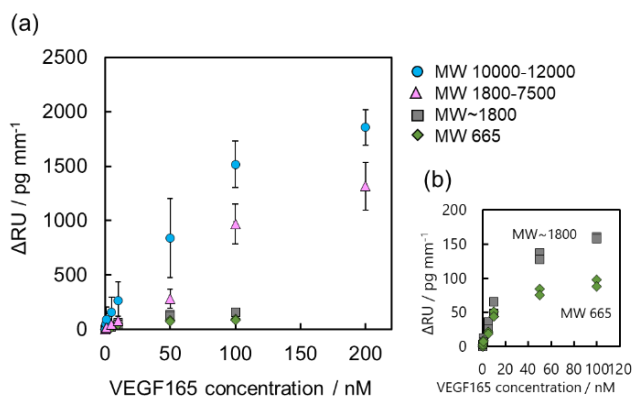 (a)
2500
2000
1500
1000
500
0
0 50 100 150 200
ΔRU / pg mm⁻¹
VEGF165 concentration / nM
MW 10000-12000
MW 1800-7500
MW~1800
MW 665
(b)
200
150
100
50
0
0 20 40 60 80 100 120
ΔRU / pg mm⁻¹
MW~1800
MW 665
VEGF165 concentration / nM